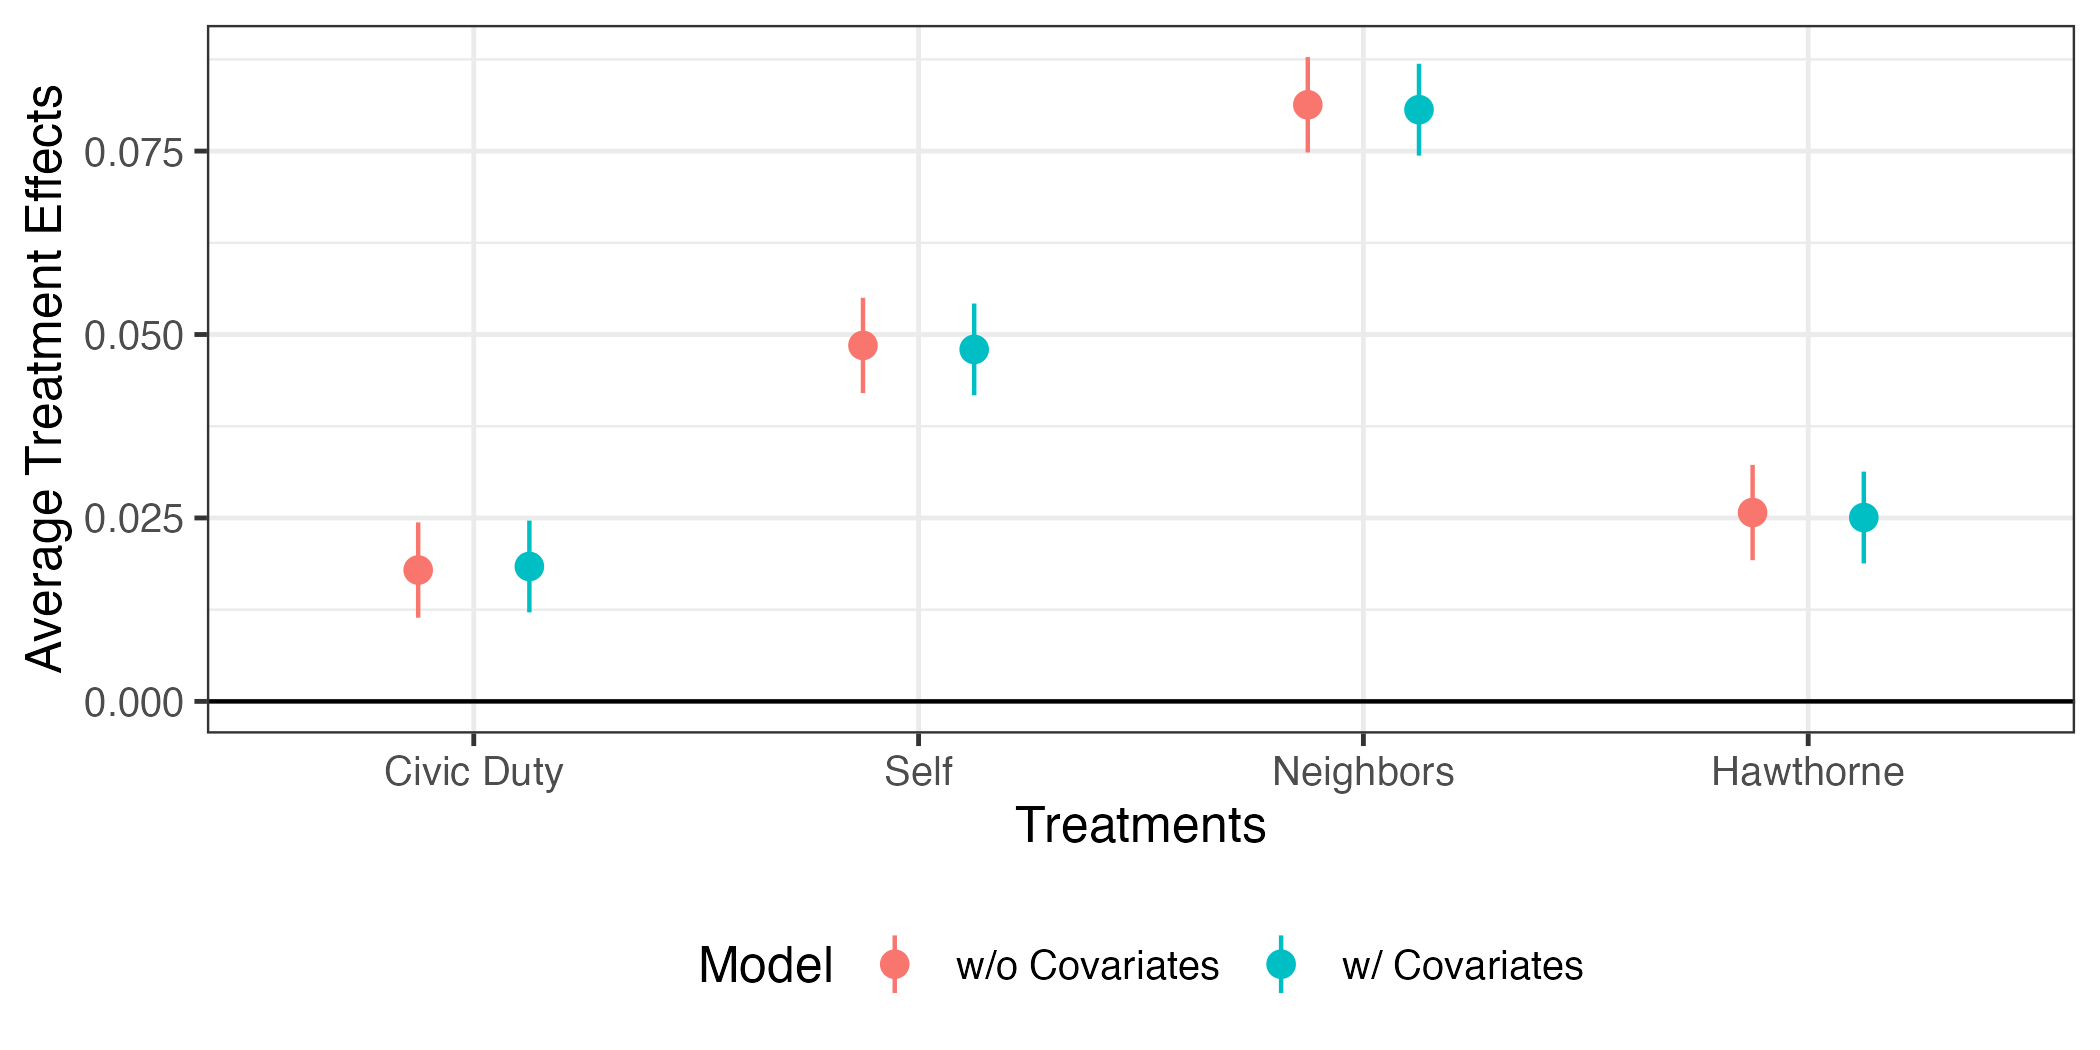 Average Treatment Effects
0.075
0.050
0.025
0.000
Civic Duty Self Neighbors Hawthorne
Treatments
Model w/o Covariates w/ Covariates